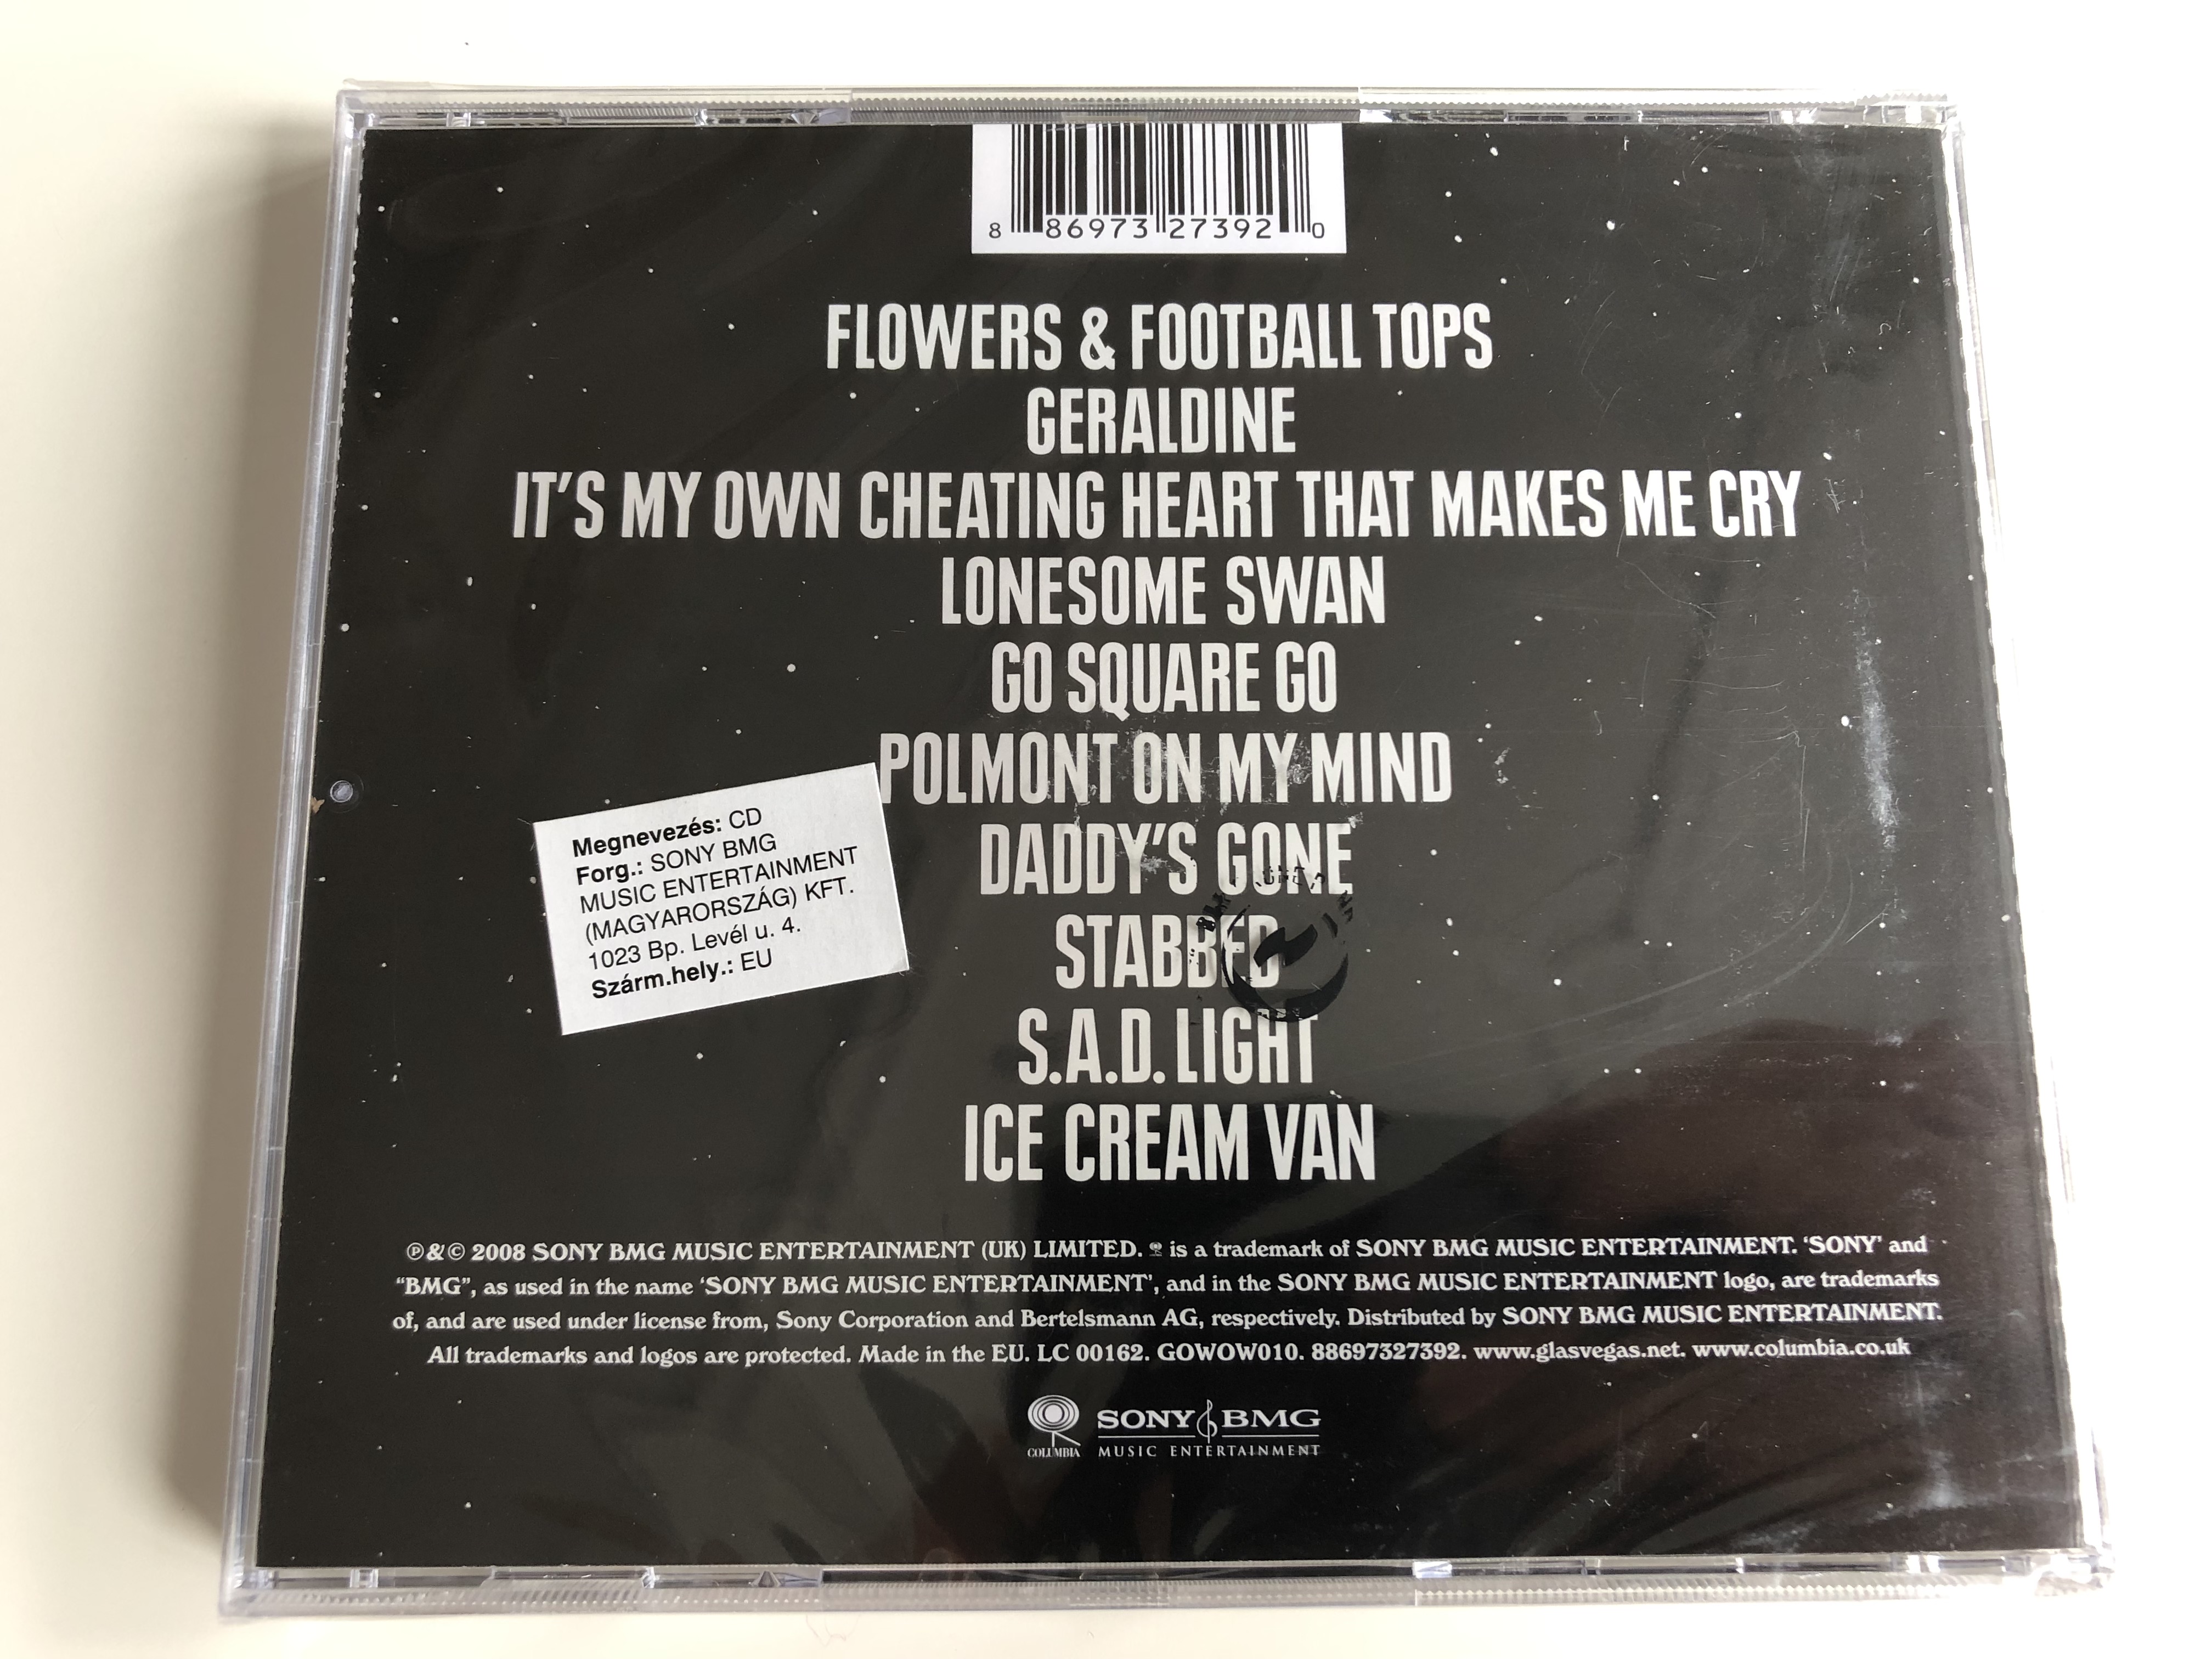 8 86973 27392 0
FLOWERS & FOOTBALL TOPS
GERALDINE
IT'S MY OWN CHEATING HEART THAT MAKES ME CRY
LONESOME SWAN
GO SQUARE GO
POLMONT ON MY MIND
DADDY'S GONE
STABBED
S.A.D. LIGHT
ICE CREAM VAN
Megnevezés: CD
Forg.: SONY BMG
MUSIC ENTERTAINMENT
(MAGYARORSZÁG) KFT.
1023 Bp. Levél u. 4.
Szárm.hely.: EU
℗&© 2008 SONY BMG MUSIC ENTERTAINMENT (UK) LIMITED. is a trademark of SONY BMG MUSIC ENTERTAINMENT. 'SONY' and
"BMG", as used in the name 'SONY BMG MUSIC ENTERTAINMENT', and in the SONY BMG MUSIC ENTERTAINMENT logo, are trademarks
of, and are used under license from, Sony Corporation and Bertelsmann AG, respectively. Distributed by SONY BMG MUSIC ENTERTAINMENT.
All trademarks and logos are protected. Made in the EU. LC 00162. GOWOW010. 88697327392. www.glasvegas.net. www.columbia.co.uk
COLUMBIA
SONY BMG
MUSIC ENTERTAINMENT